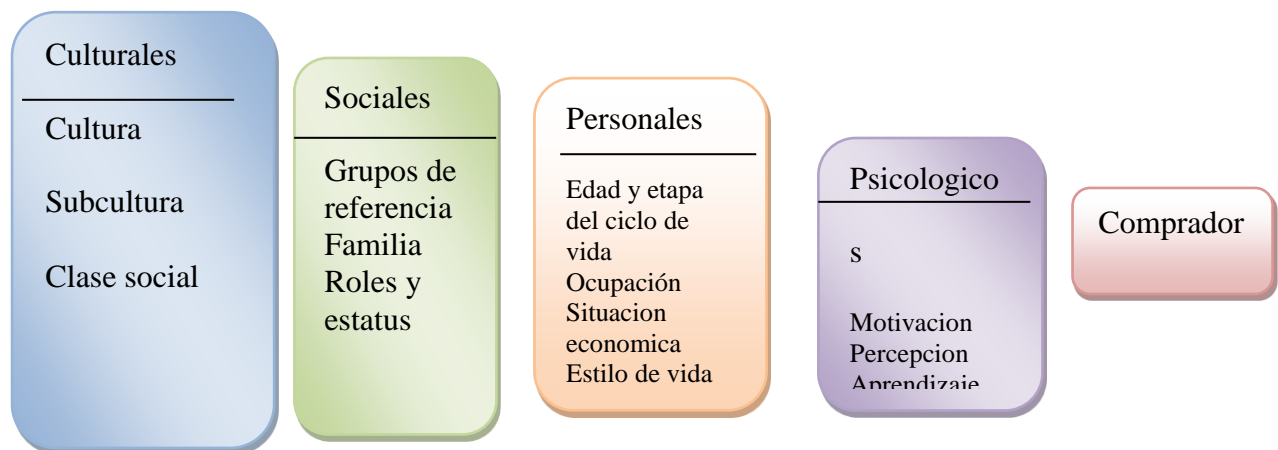 Culturales
Cultura
Subcultura
Clase social
Sociales
Grupos de
referencia
Familia
Roles y
estatus
Personales
Edad y etapa
del ciclo de
vida
Ocupación
Situacion
economica
Estilo de vida
Psicologico
s
Motivacion
Percepcion
Aprendizaje
Comprador